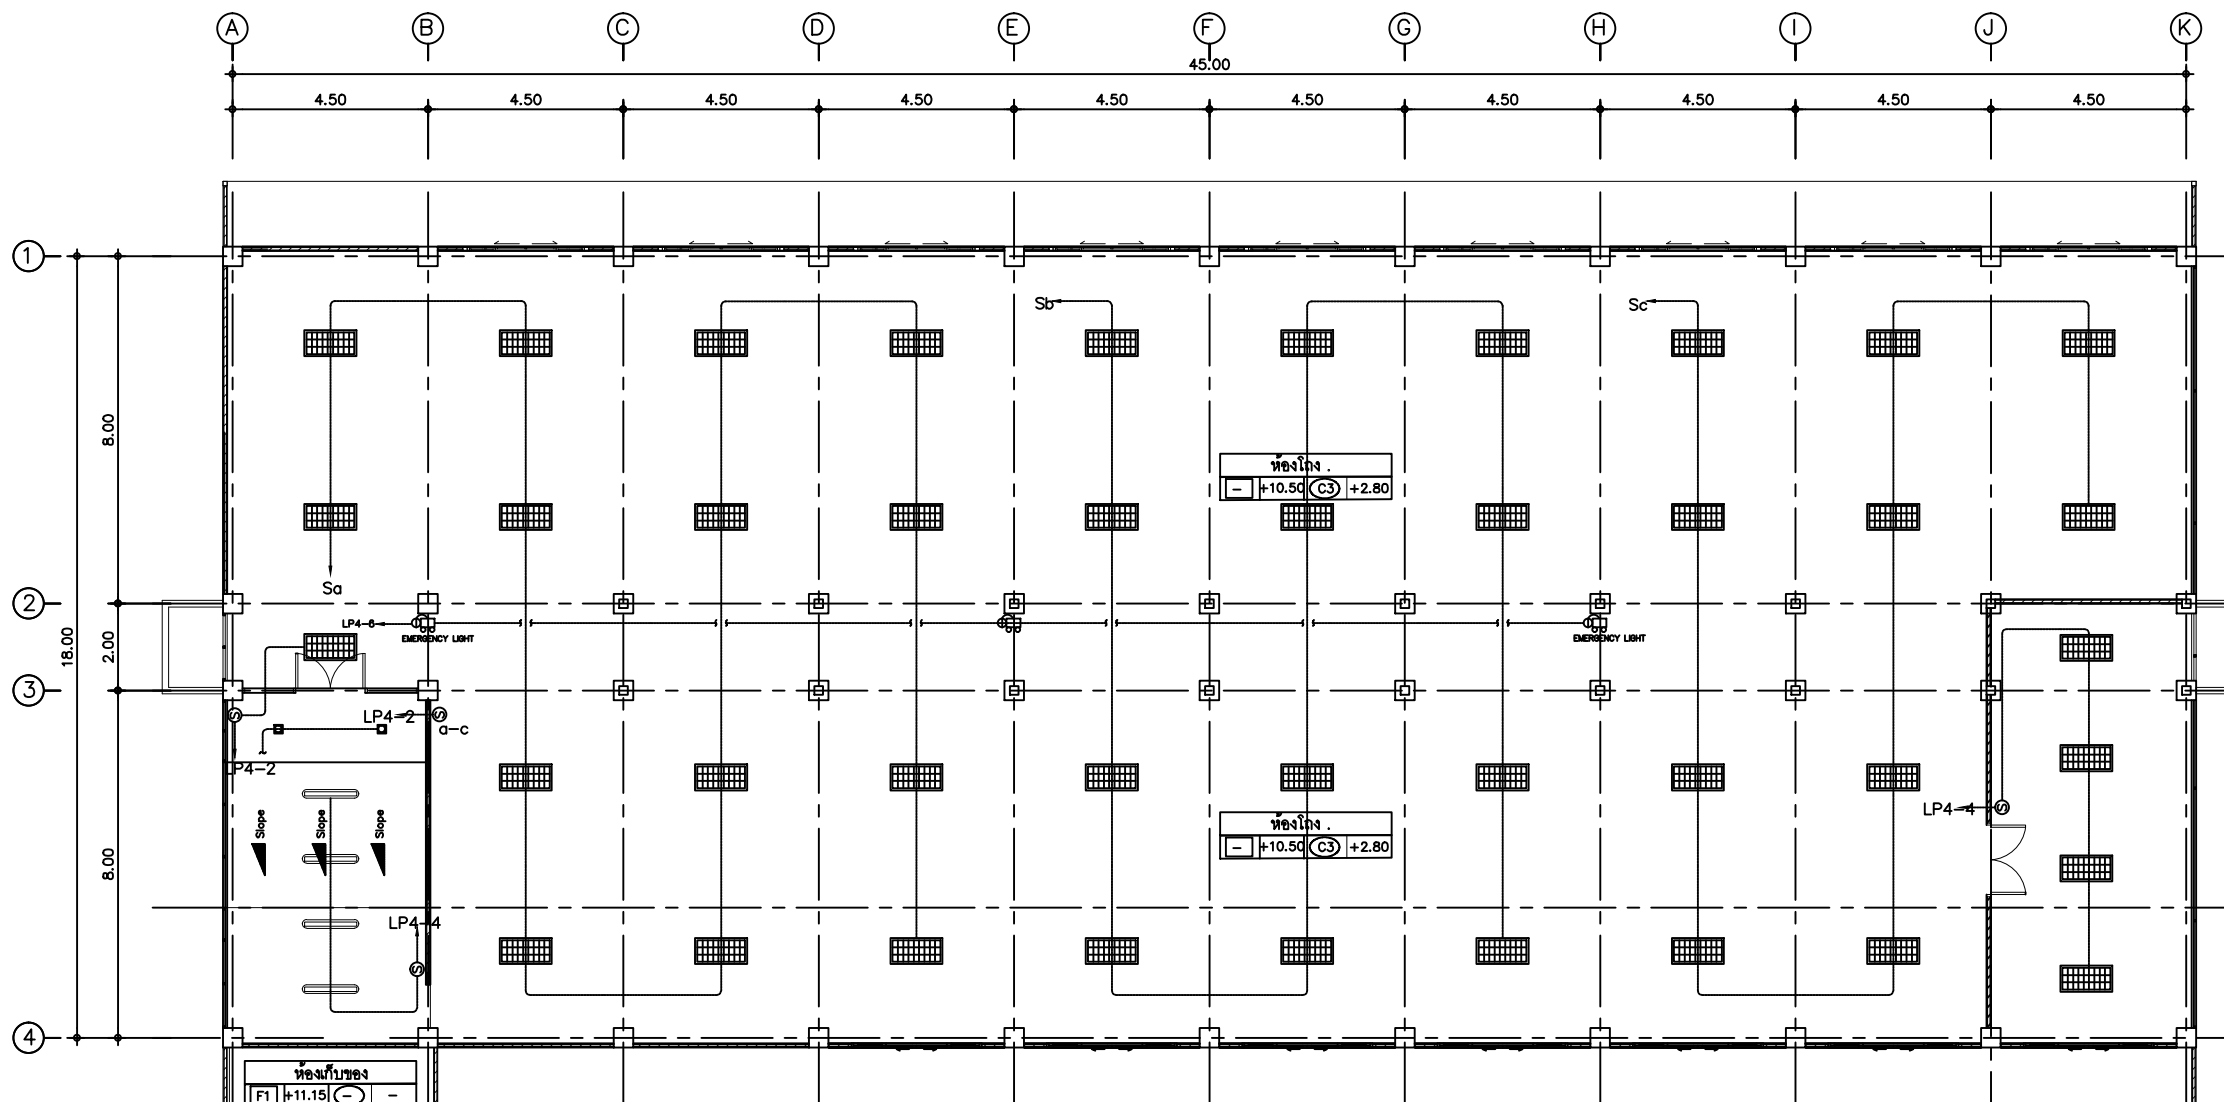 A B C D E F G H I J K
45.00
4.50 4.50 4.50 4.50 4.50 4.50 4.50 4.50 4.50 4.50
1
Sb
Sc
8.00
ห้องโถง .
- +10.50 C3 +2.80
Sa
2
LP4-6
EMERGENCY LIGHT
EMERGENCY LIGHT
18.00
2.00
3
LP4-2
a-c
LP4-2
LP4-4
Slope
Slope
Slope
ห้องโถง .
- +10.50 C3 +2.80
8.00
LP4-4
4
ห้องเก็บของ
F1 +11.15 - -
S
S
S
S